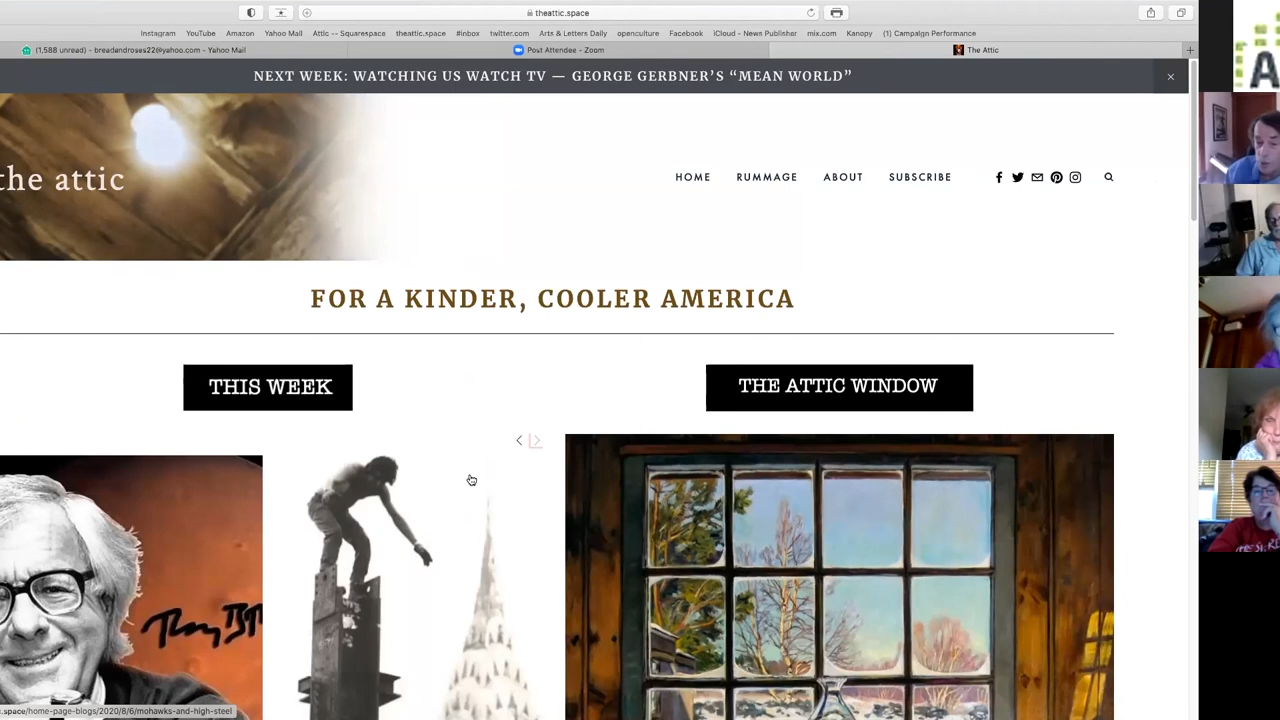 theattic.space
Instagram YouTube Amazon Yahoo Mail Attic -- Squarespace theattic.space #inbox twitter.com Arts & Letters Daily openculture Facebook iCloud - News Publisher mix.com Kanopy (1) Campaign Performance
(1,588 unread) - breadandroses22@yahoo.com - Yahoo Mail
Post Attendee - Zoom
The Attic
NEXT WEEK: WATCHING US WATCH TV — GEORGE GERBNER'S “MEAN WORLD”
the attic
HOME RUMMAGE ABOUT SUBSCRIBE
FOR A KINDER, COOLER AMERICA
THIS WEEK
THE ATTIC WINDOW
.space/home-page-blogs/2020/8/6/mohawks-and-high-steel